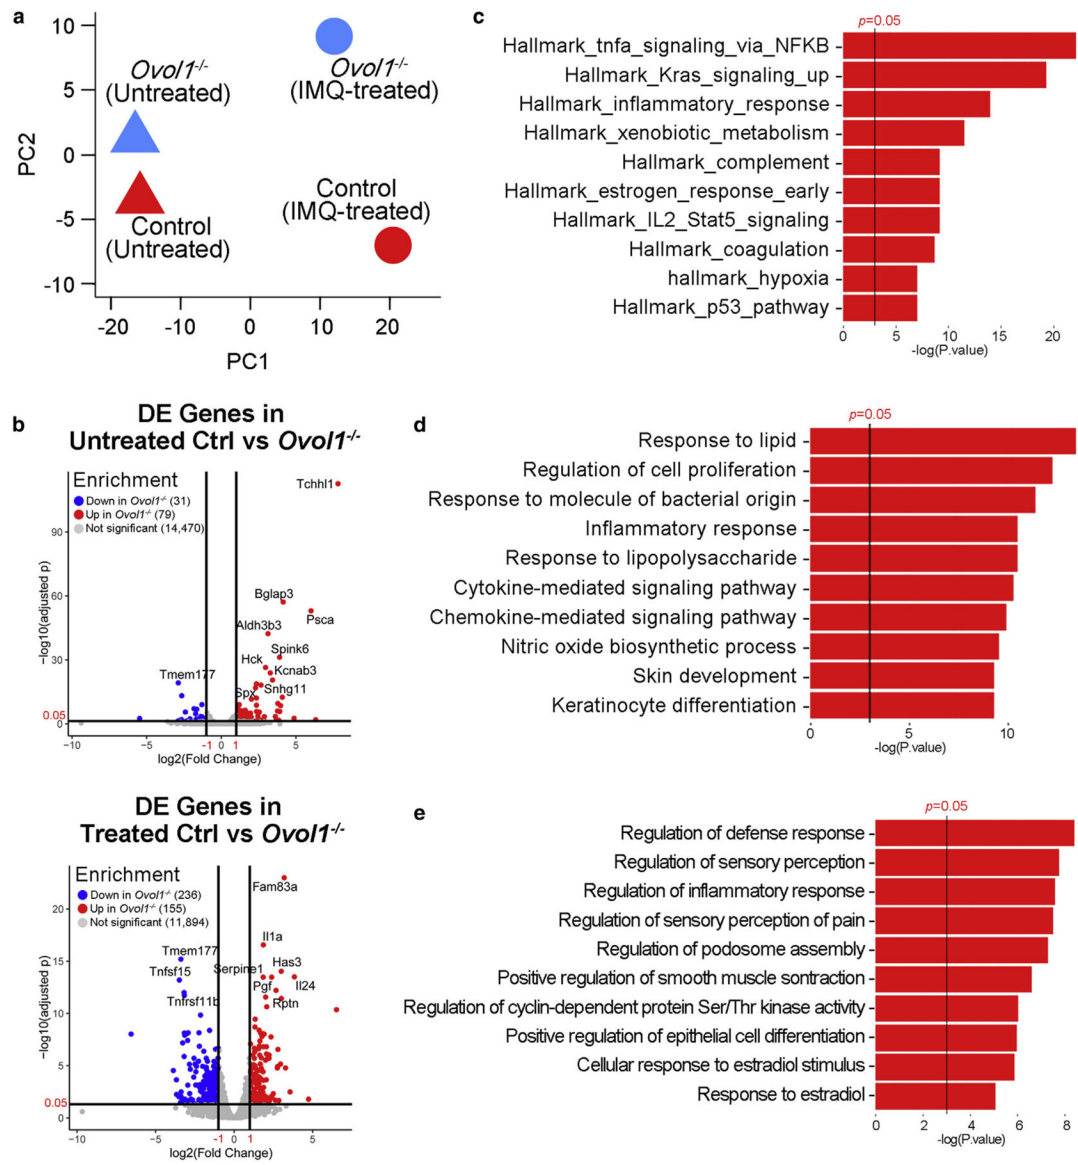 a
10
5
0
-5
-10
PC2
Ovol1-/-
(Untreated)
Ovol1-/-
(IMQ-treated)
Control
(Untreated)
Control
(IMQ-treated)
-20
-10
0
10
20
PC1
c
p=0.05
Hallmark_tnfa_signaling_via_NFKB
Hallmark_Kras_signaling_up
Hallmark_inflammatory_response
Hallmark_xenobiotic_metabolism
Hallmark_complement
Hallmark_estrogen_response_early
Hallmark_IL2_Stat5_signaling
Hallmark_coagulation
hallmark_hypoxia
Hallmark_p53_pathway
0
5
10
15
20
-log(P.value)
b
DE Genes in
Untreated Ctrl vs Ovol1-/-
Enrichment
Down in Ovol1-/- (31)
Up in Ovol1-/- (79)
Not significant (14,470)
Tchhl1
Bglap3
Psca
Aldh3b3
Spink6
Hck
Kcnab3
Tmem177
Spx
Snhg11
90
60
30
0.05
0
−log10(adjusted p)
−10
−5
-1
0
1
5
log2(Fold Change)
DE Genes in
Treated Ctrl vs Ovol1-/-
Enrichment
Down in Ovol1-/- (236)
Up in Ovol1-/- (155)
Not significant (11,894)
Fam83a
Il1a
Tmem177
Has3
Serpine1
Tnfsf15
Il24
Pgf
Tnfrsf11b
Rptn
20
15
10
5
0.05
0
−log10(adjusted p)
−10
−5
-1
0
1
5
log2(Fold Change)
d
p=0.05
Response to lipid
Regulation of cell proliferation
Response to molecule of bacterial origin
Inflammatory response
Response to lipopolysaccharide
Cytokine-mediated signaling pathway
Chemokine-mediated signaling pathway
Nitric oxide biosynthetic process
Skin development
Keratinocyte differentiation
0
5
10
-log(P.value)
e
p=0.05
Regulation of defense response
Regulation of sensory perception
Regulation of inflammatory response
Regulation of sensory perception of pain
Regulation of podosome assembly
Positive regulation of smooth muscle sontraction
Regulation of cyclin-dependent protein Ser/Thr kinase activity
Positive regulation of epithelial cell differentiation
Cellular response to estradiol stimulus
Response to estradiol
0
2
4
6
8
-log(P.value)